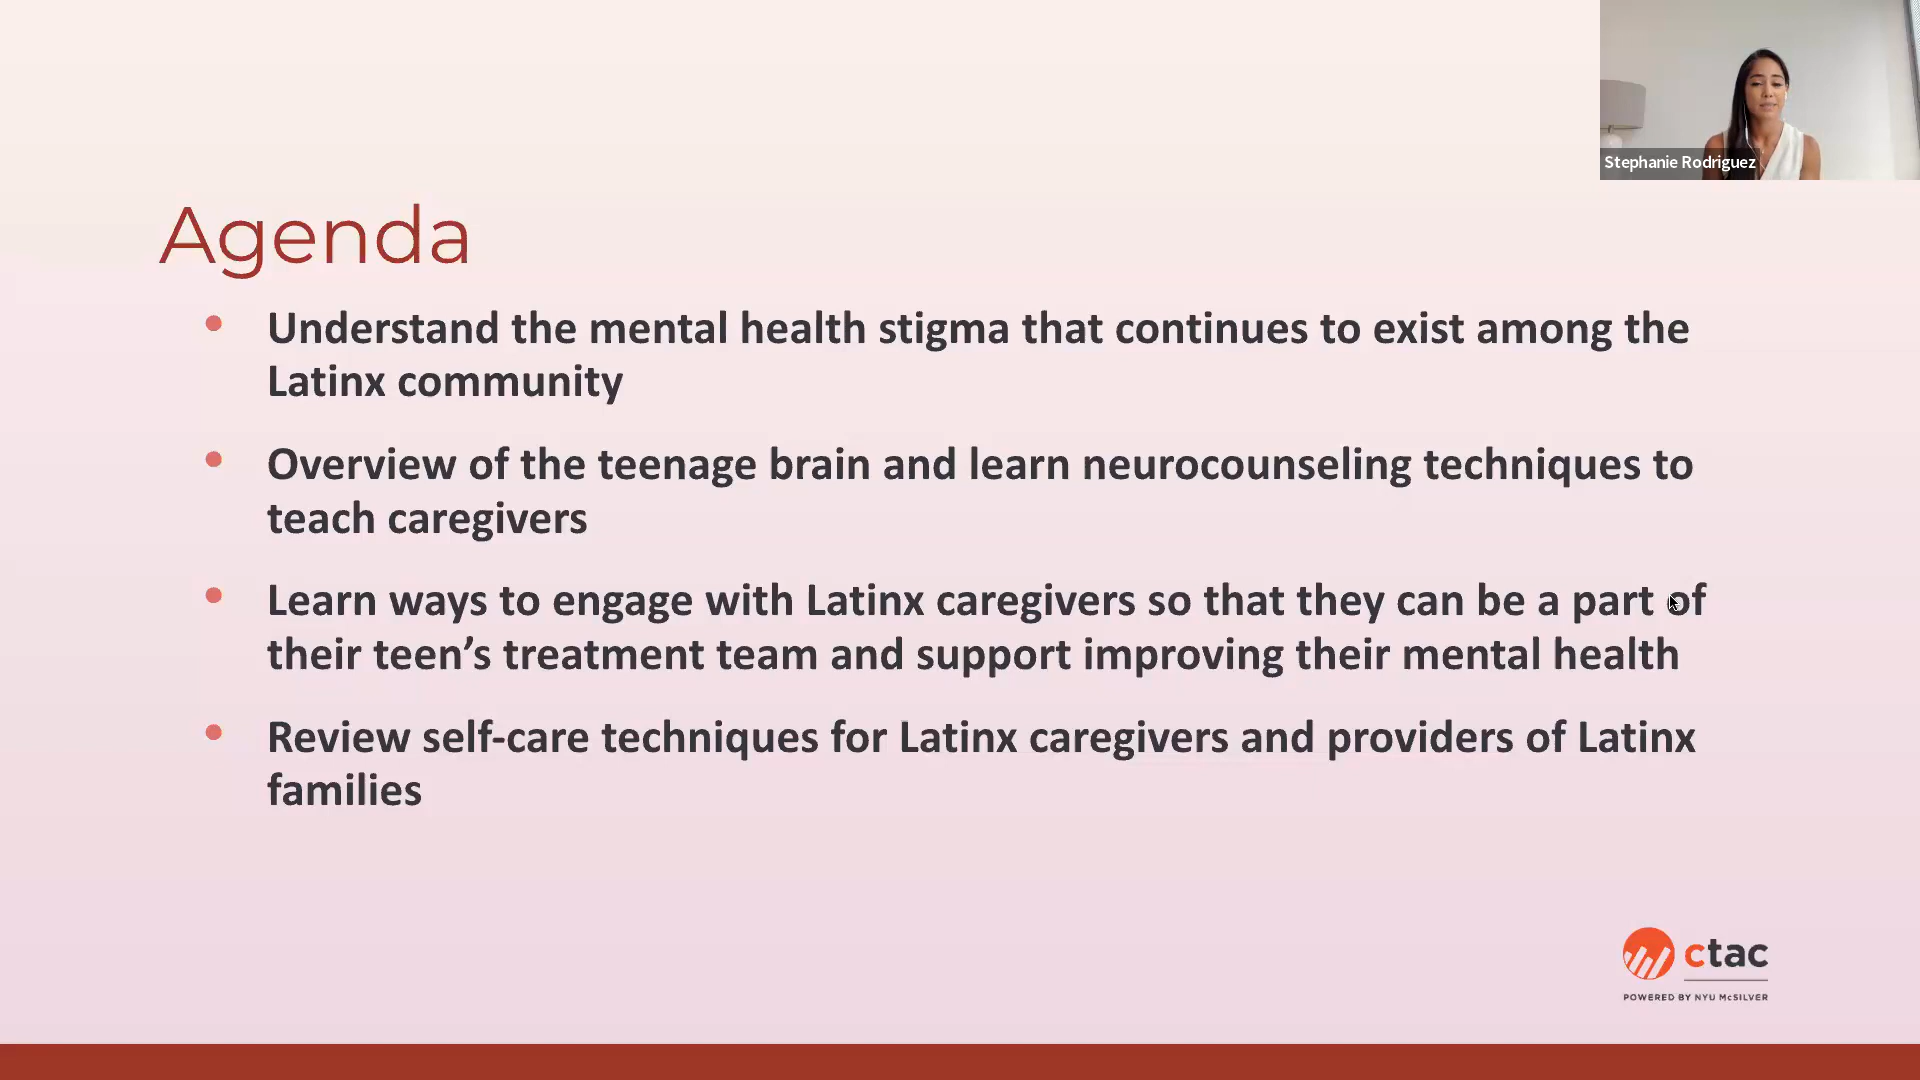 Stephanie Rodriguez
Agenda
• Understand the mental health stigma that continues to exist among the
Latinx community
• Overview of the teenage brain and learn neurocounseling techniques to
teach caregivers
• Learn ways to engage with Latinx caregivers so that they can be a part of
their teen’s treatment team and support improving their mental health
• Review self-care techniques for Latinx caregivers and providers of Latinx
families
ctac
POWERED BY NYU McSILVER